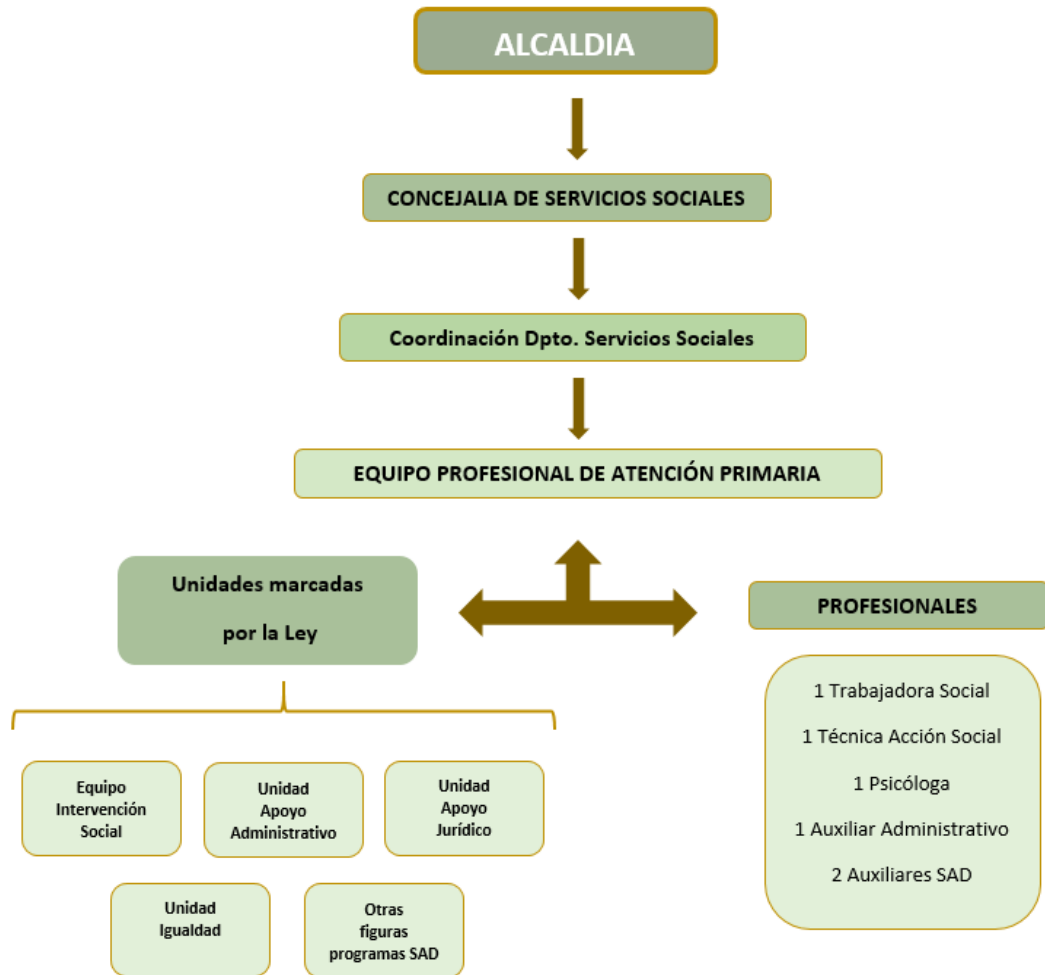 ALCALDIA
CONCEJALIA DE SERVICIOS SOCIALES
Coordinación Dpto. Servicios Sociales
EQUIPO PROFESIONAL DE ATENCIÓN PRIMARIA
Unidades marcadas
por la Ley
Equipo
Intervención
Social
Unidad
Apoyo
Administrativo
Unidad
Apoyo
Jurídico
Unidad
Igualdad
Otras
figuras
programas SAD
PROFESIONALES
1 Trabajadora Social
1 Técnica Acción Social
1 Psicóloga
1 Auxiliar Administrativo
2 Auxiliares SAD